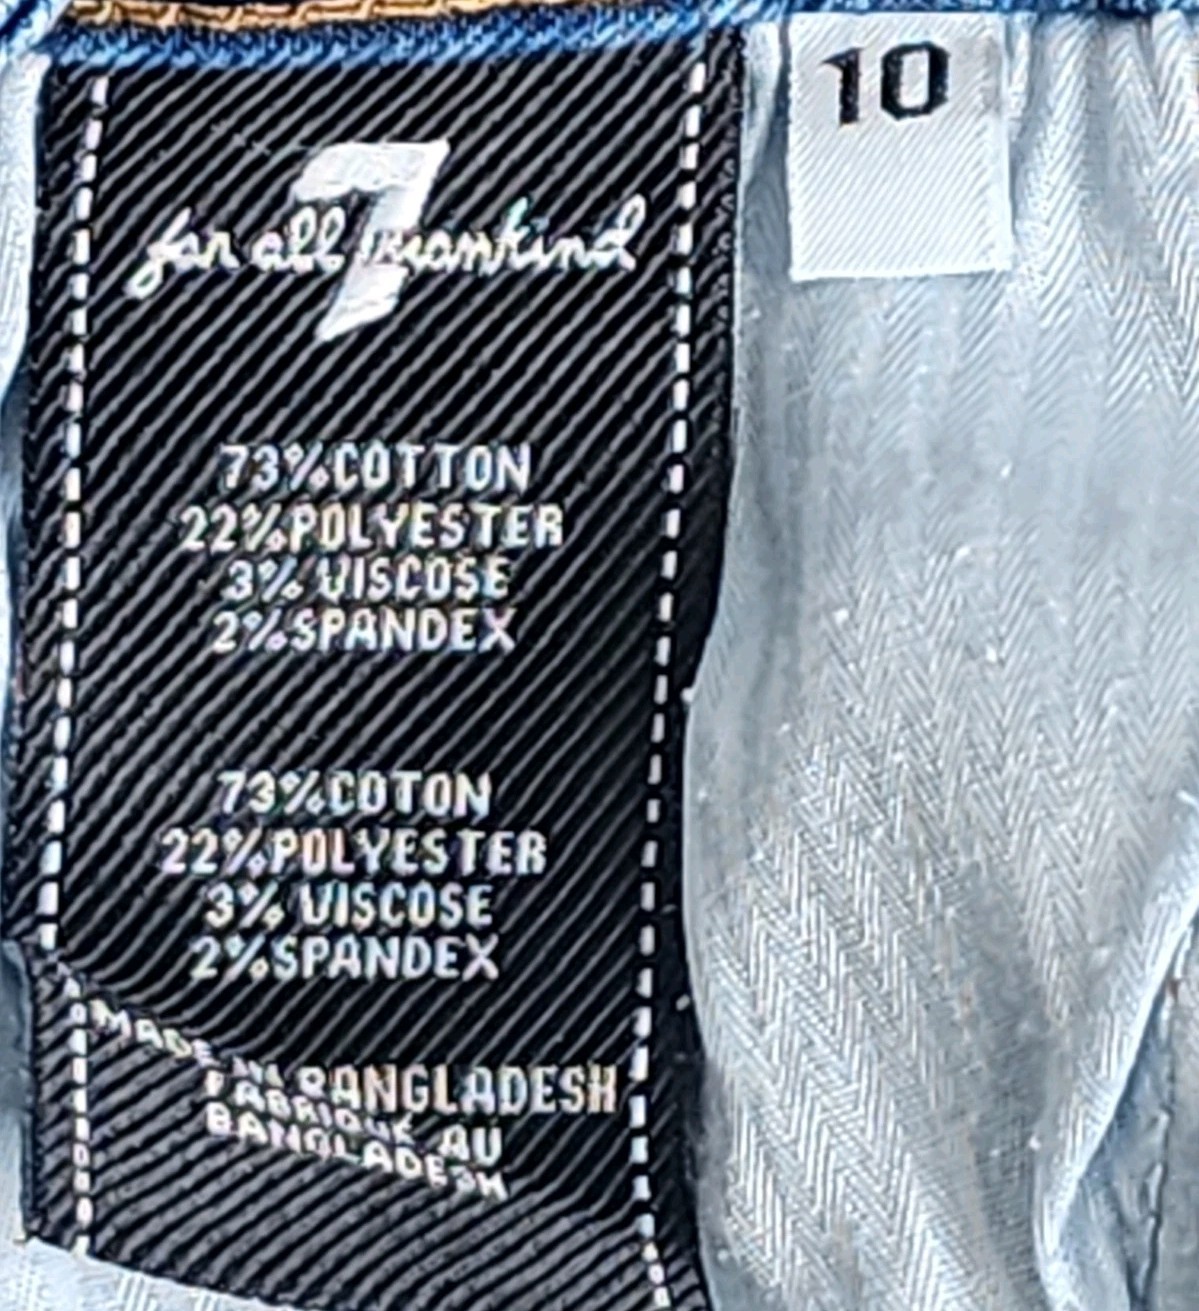 10
7
for all mankind
73%COTTON
22%POLYESTER
3% VISCOSE
2%SPANDEX
73%COTON
22%POLYESTER
3% VISCOSE
2%SPANDEX
MADE IN BANGLADESH
FABRIQUE AU
BANGLADESH